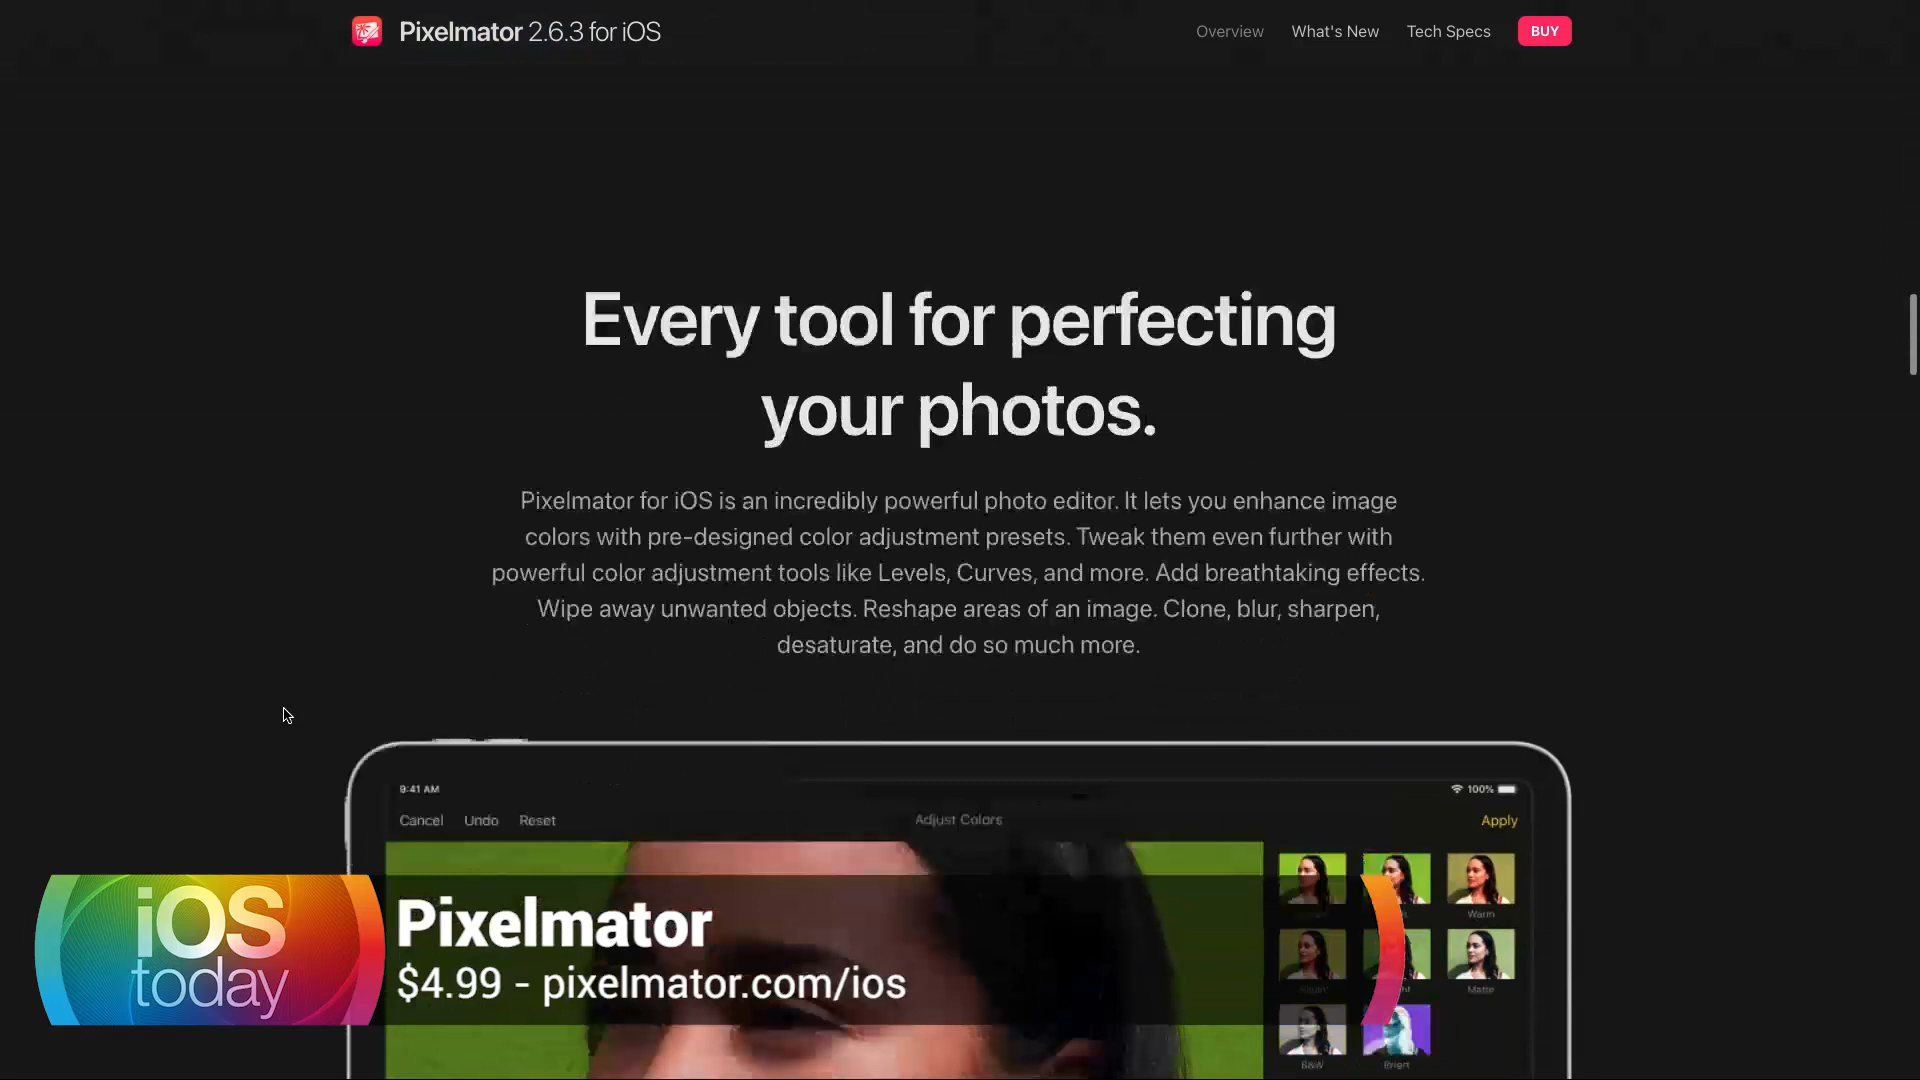 Pixelmator 2.6.3 for iOS
Overview
What's New
Tech Specs
BUY
Every tool for perfecting
your photos.
Pixelmator for iOS is an incredibly powerful photo editor. It lets you enhance image
colors with pre-designed color adjustment presets. Tweak them even further with
powerful color adjustment tools like Levels, Curves, and more. Add breathtaking effects.
Wipe away unwanted objects. Reshape areas of an image. Clone, blur, sharpen,
desaturate, and do so much more.
9:41 AM
100%
Cancel
Undo
Reset
Adjust Colors
Apply
Warm
Matte
B&W
Invert
iOS
today
Pixelmator
$4.99 - pixelmator.com/ios